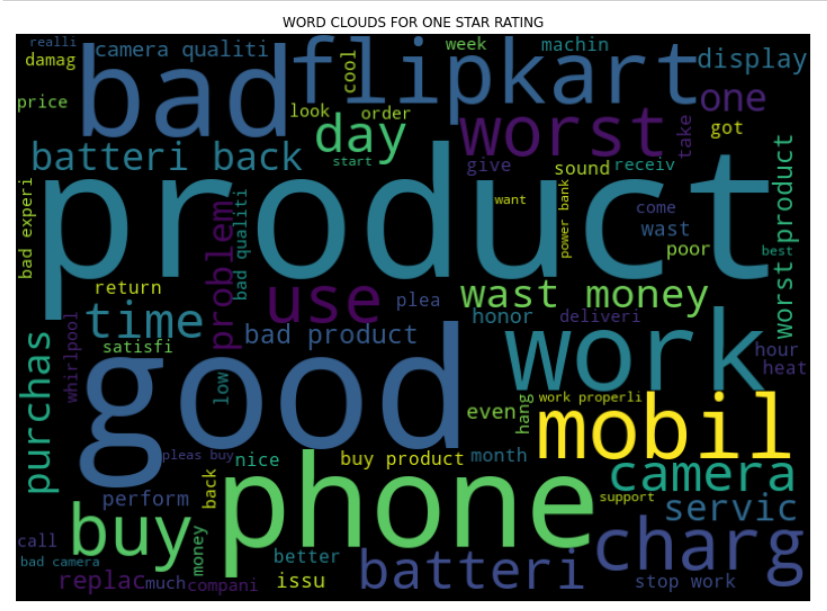 WORD CLOUDS FOR ONE STAR RATING
realli
camera qualiti
week
machin
damag
bad
flipkart
display
cool
price
look
order
one
batteri back
day
worst
take
got
start
give
sound
receiv
product
bad experi
want
power bank
come
wast
poor
best
worst product
problem
bad qualiti
return
use
plea
wast money
time
honor
deliveri
satisfi
bad product
work
hour
heat
whirlpool
purchas
good
low
even
hang
work properli
mobil
pleas buy
nice
buy product
month
camera
perform
back
phone
support
servic
buy
call
money
better
charg
bad camera
replac
much
compani
issu
batteri
stop work